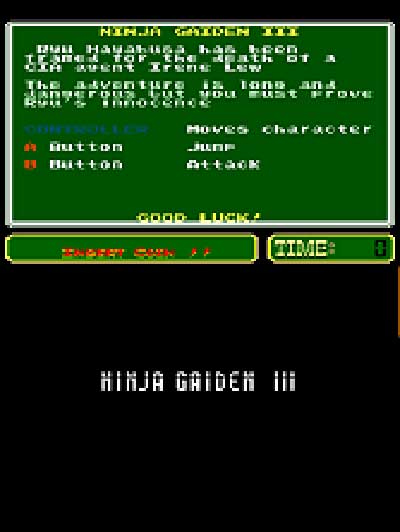 NINJA GAIDEN III
Ryu Hayabusa has been
framed for the death of a
CIA agent Irene Lew
The adventure is long and
dangerous but you must prove
Ryu's innocence
CONTROLLER Moves character
A Button Jump
B Button Attack
GOOD LUCK!
INSERT COIN !!
TIME: 0
NINJA GAIDEN III